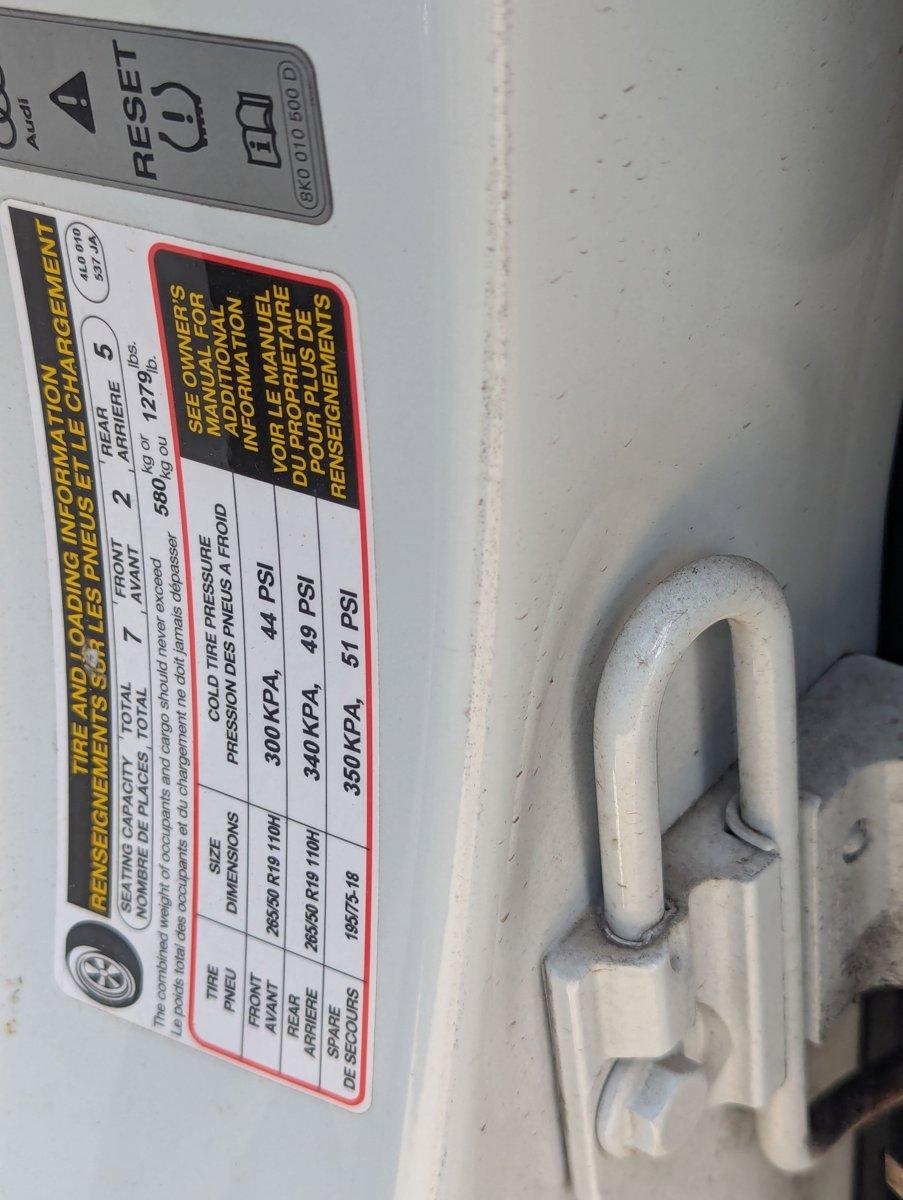 Audi
RESET
i
8K0 010 500 D
TIRE AND LOADING INFORMATION
RENSEIGNEMENTS SUR LES PNEUS ET LE CHARGEMENT
4L0 010
537 JA
SEATING CAPACITY TOTAL 7 FRONT 2 REAR 5
NOMBRE DE PLACES, TOTAL , AVANT , ARRIERE
The combined weight of occupants and cargo should never exceed 580 kg or 1279 lbs.
Le poids total des occupants et du chargement ne doit jamais dépasser kg ou lb.
TIRE SIZE COLD TIRE PRESSURE
PNEU DIMENSIONS PRESSION DES PNEUS A FROID
FRONT
AVANT 265/50 R19 110H 300 KPA, 44 PSI
REAR
ARRIERE 265/50 R19 110H 340 KPA, 49 PSI
SPARE
DE SECOURS 195/75-18 350 KPA, 51 PSI
SEE OWNER'S
MANUAL FOR
ADDITIONAL
INFORMATION
VOIR LE MANUEL
DU PROPRIETAIRE
POUR PLUS DE
RENSEIGNMENTS